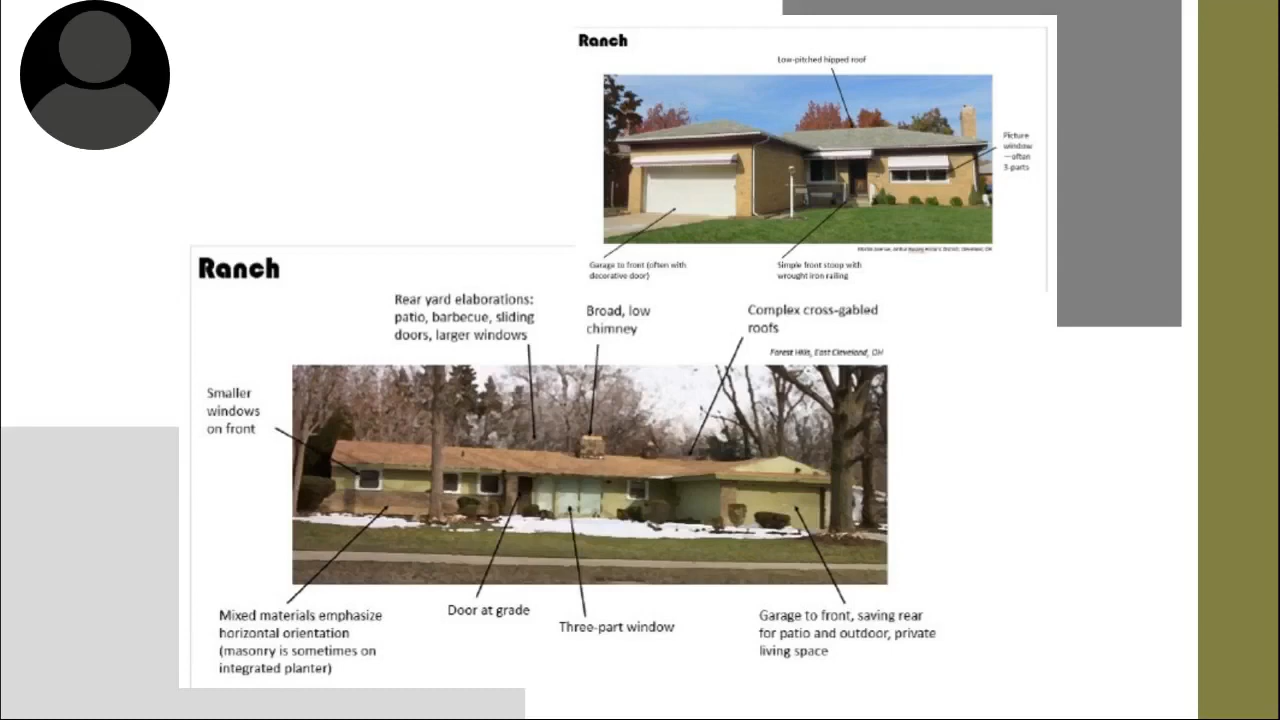 Ranch
Low-pitched hipped roof
Picture
window
—often
3-parts
Garage to front (often with
decorative door)
Simple front stoop with
wrought iron railing
Ranch
Rear yard elaborations:
patio, barbecue, sliding
doors, larger windows
Broad, low
chimney
Complex cross-gabled
roofs
Forest Hills, East Cleveland, OH
Smaller
windows
on front
Mixed materials emphasize
horizontal orientation
(masonry is sometimes on
integrated planter)
Door at grade
Three-part window
Garage to front, saving rear
for patio and outdoor, private
living space